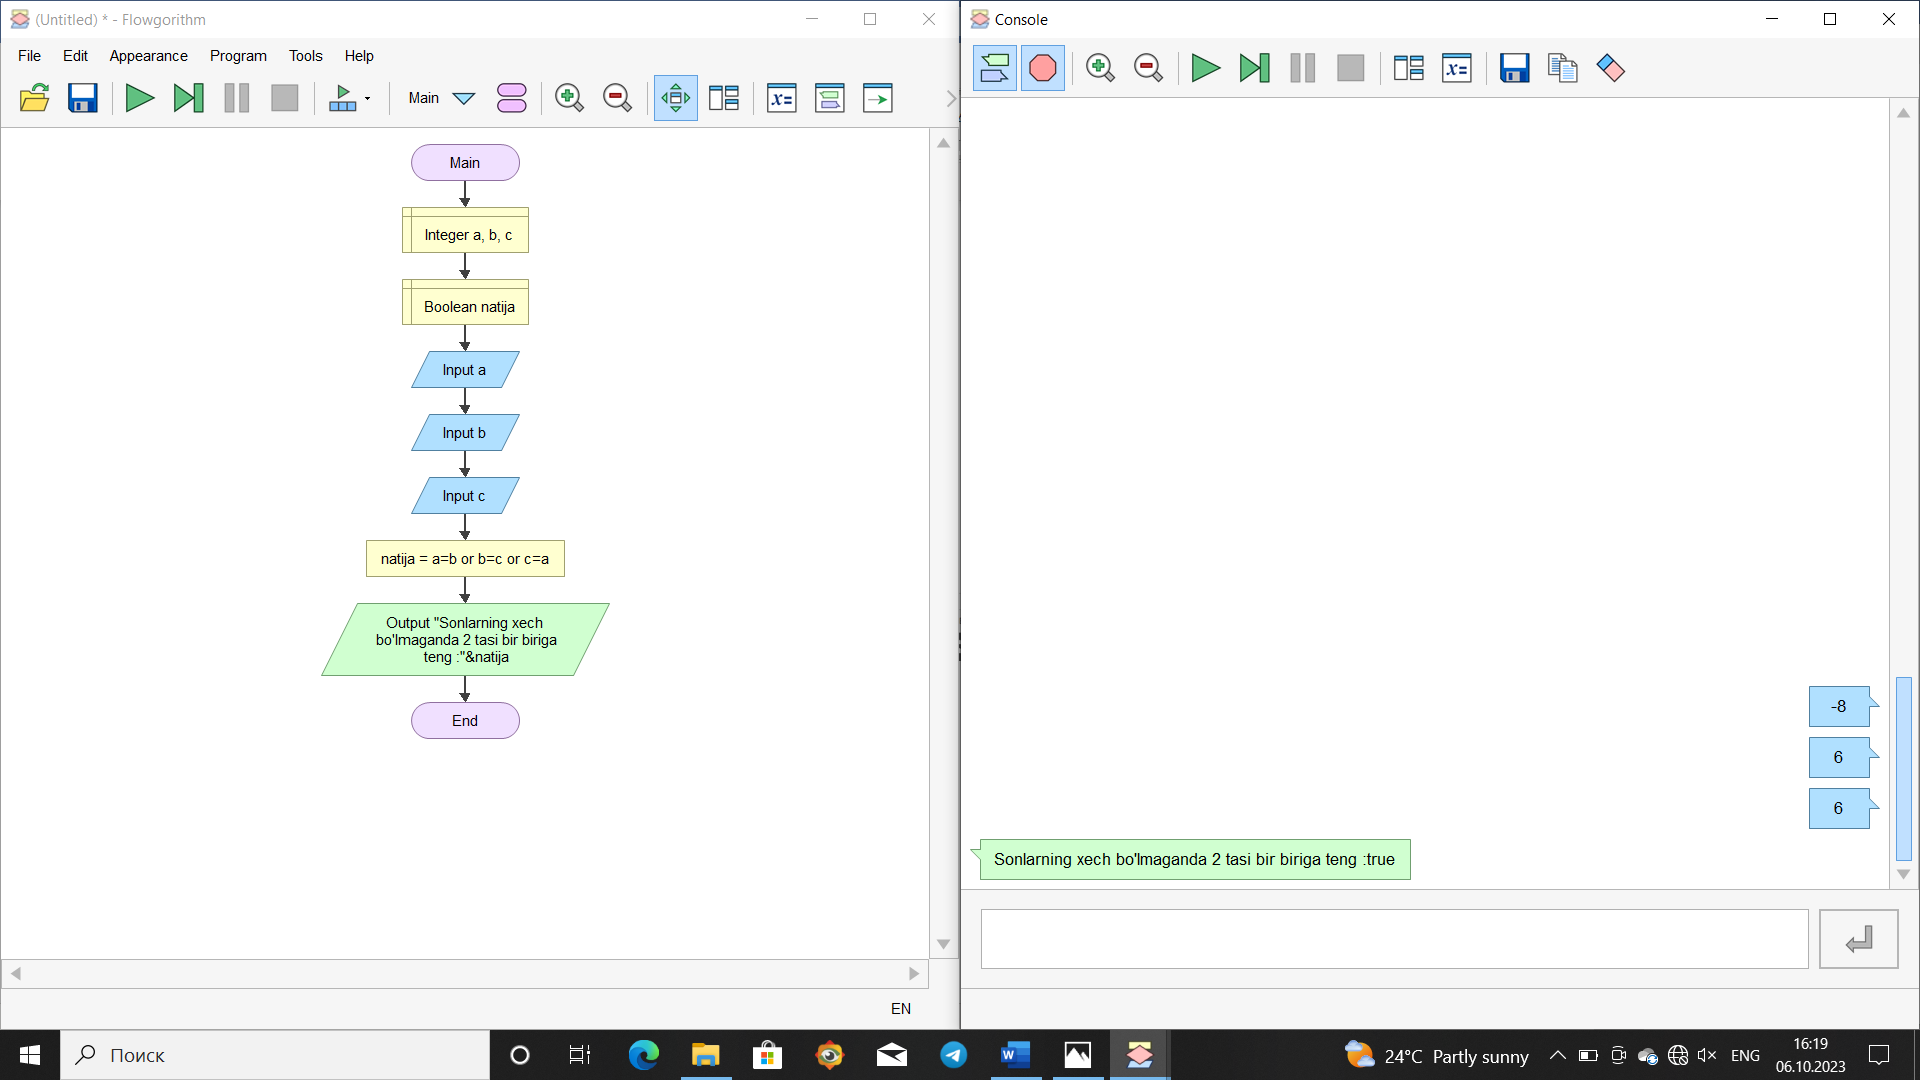 (Untitled) * - Flowgorithm
File Edit Appearance Program Tools Help
Main
Main
Integer a, b, c
Boolean natija
Input a
Input b
Input c
natija = a=b or b=c or c=a
Output "Sonlarning xech
bo'lmaganda 2 tasi bir biriga
teng :"&natija
End
EN
Console
-8
6
6
Sonlarning xech bo'lmaganda 2 tasi bir biriga teng :true
Поиск
24°C Partly sunny
ENG
16:19
06.10.2023